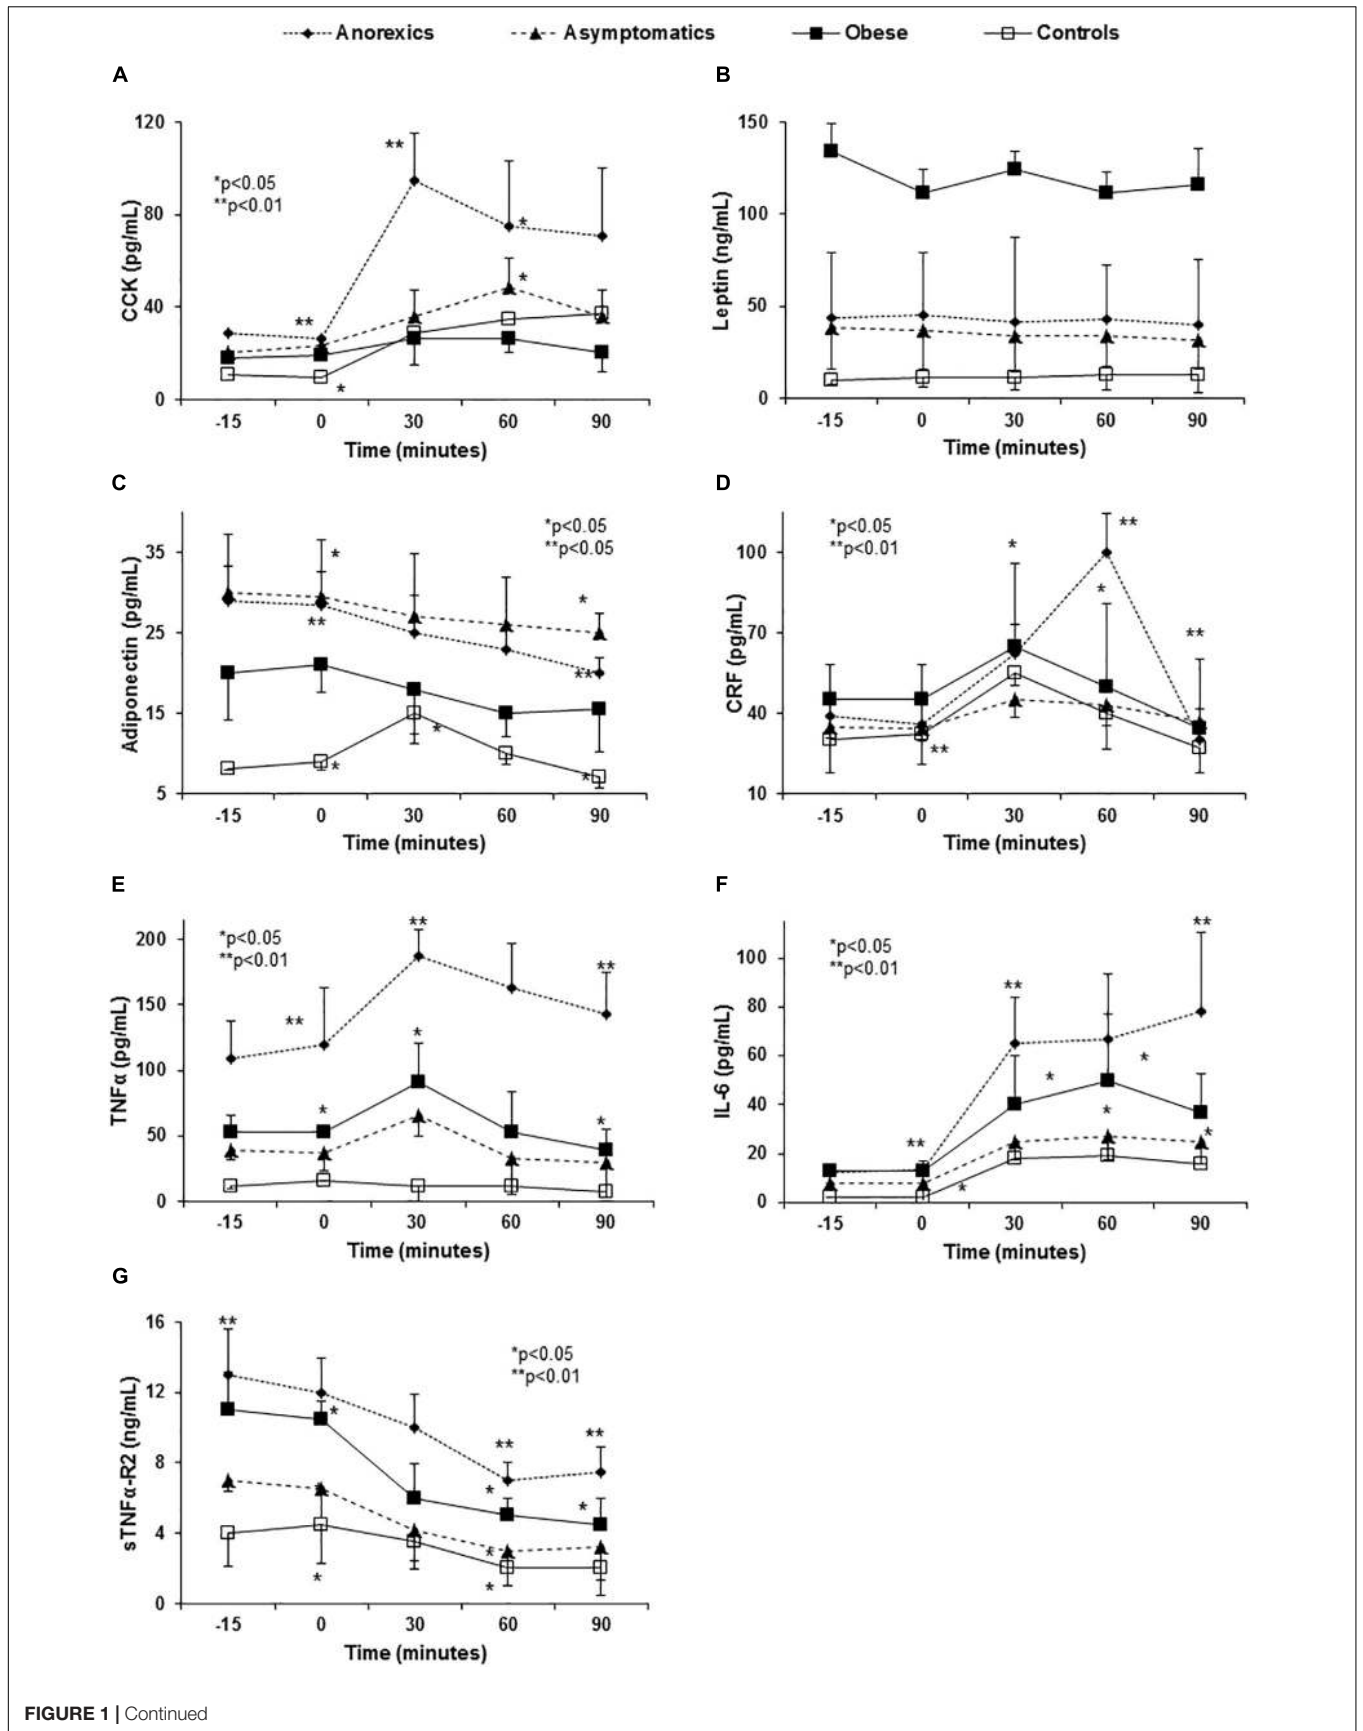 Anorexics Asymptomatics Obese Controls
A
120
80
40
0
CCK (pg/mL)
*p<0.05
**p<0.01
**
*
*
**
*
-15 0 30 60 90
Time (minutes)
B
150
100
50
0
Leptin (ng/mL)
-15 0 30 60 90
Time (minutes)
C
35
25
15
5
Adiponectin (pg/mL)
*p<0.05
**p<0.05
*
**
*
**
*
*
*
-15 0 30 60 90
Time (minutes)
D
100
70
40
10
CRF (pg/mL)
*p<0.05
**p<0.01
*
**
*
**
**
-15 0 30 60 90
Time (minutes)
E
200
150
100
50
0
TNFα (pg/mL)
*p<0.05
**p<0.01
**
**
**
*
*
*
-15 0 30 60 90
Time (minutes)
F
100
80
60
40
20
0
IL-6 (pg/mL)
*p<0.05
**p<0.01
**
**
*
*
*
**
*
*
-15 0 30 60 90
Time (minutes)
G
16
12
8
4
0
sTNFα-R2 (ng/mL)
*p<0.05
**p<0.01
**
*
**
**
*
*
*
*
*
-15 0 30 60 90
Time (minutes)
FIGURE 1 | Continued